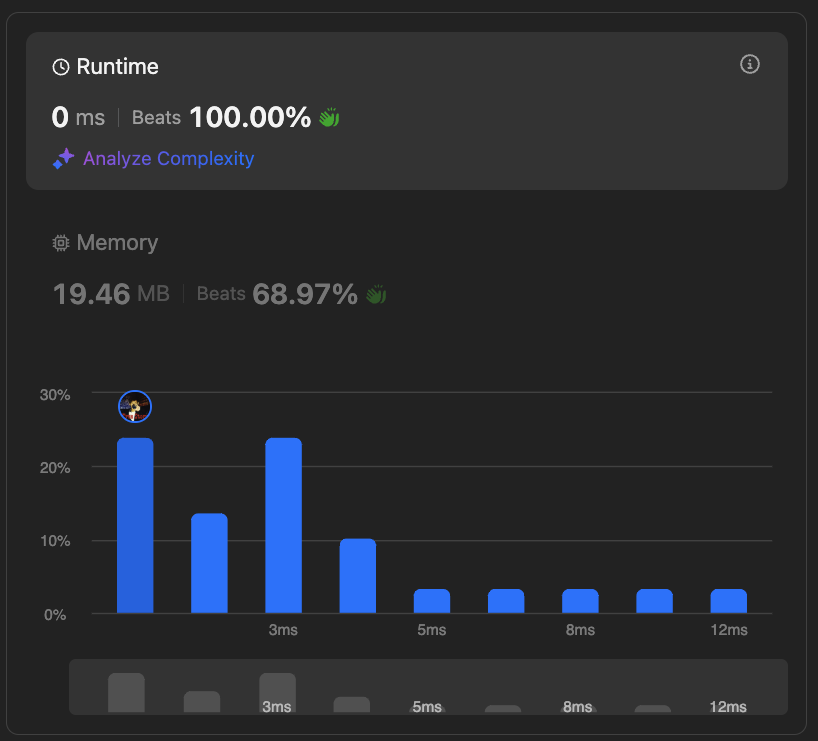 Runtime
0 ms | Beats 100.00%
Analyze Complexity
Memory
19.46 MB | Beats 68.97%
30%
20%
10%
0%
3ms 5ms 8ms 12ms
3ms 5ms 8ms 12ms